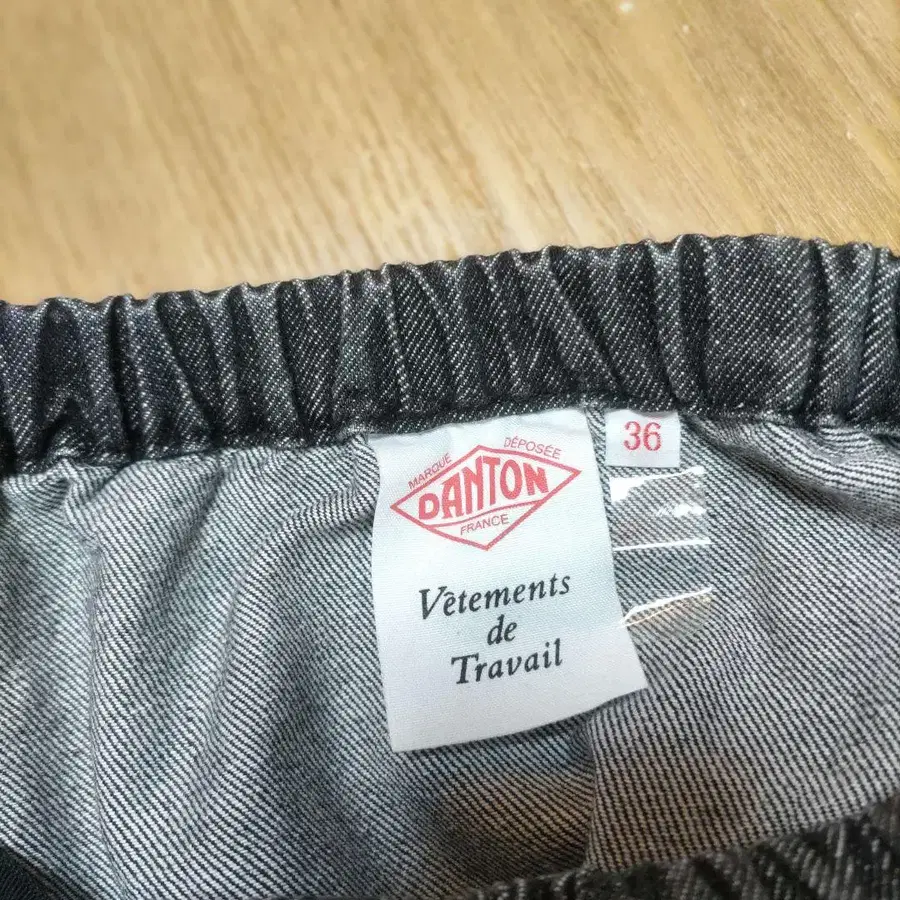 MARQUE DÉPOSÉE
DANTON
FRANCE
Vêtements
de
Travail
36